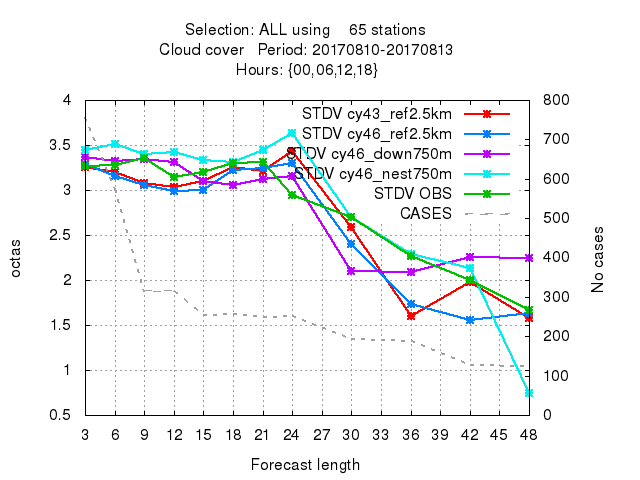 Selection: ALL using 65 stations
Cloud cover Period: 20170810-20170813
Hours: {00,06,12,18}
4
3.5
3
2.5
2
1.5
1
0.5
octas
800
700
600
500
400
300
200
100
0
No cases
STDV cy43_ref2.5km
STDV cy46_ref2.5km
STDV cy46_down750m
STDV cy46_nest750m
STDV OBS
CASES
3 6 9 12 15 18 21 24 27 30 33 36 39 42 45 48
Forecast length